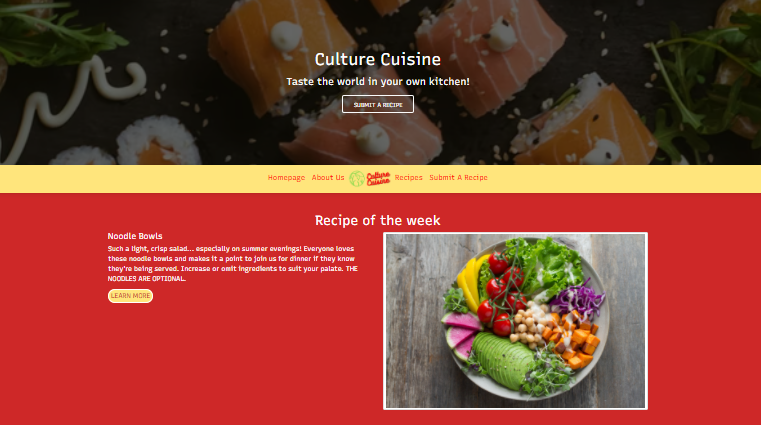 Culture Cuisine
Taste the world in your own kitchen!
SUBMIT A RECIPE
Homepage About Us Culture Cuisine Recipes Submit A Recipe
Recipe of the week
Noodle Bowls
Such a light, crisp salad... especially on summer evenings! Everyone loves
these noodle bowls and makes it a point to join us for dinner if they know
they're being served. Increase or omit ingredients to suit your palate. THE
NOODLES ARE OPTIONAL.
LEARN MORE